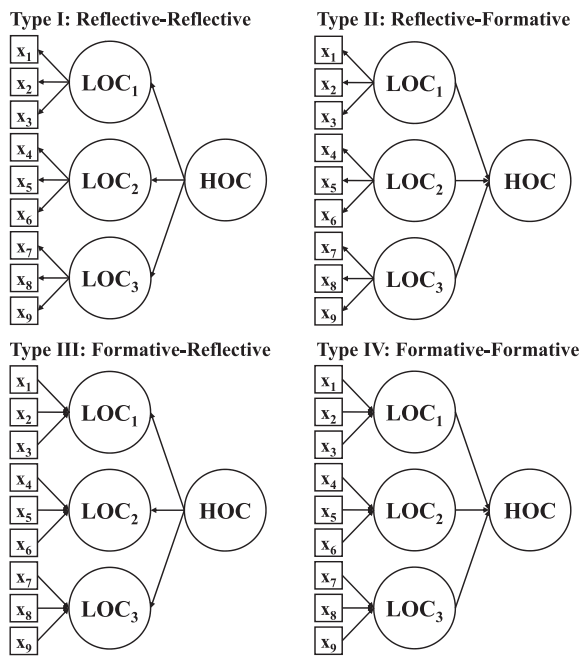 Type I: Reflective-Reflective
x1
x2
x3
x4
x5
x6
x7
x8
x9
LOC1
LOC2
LOC3
HOC
Type II: Reflective-Formative
x1
x2
x3
x4
x5
x6
x7
x8
x9
LOC1
LOC2
LOC3
HOC
Type III: Formative-Reflective
x1
x2
x3
x4
x5
x6
x7
x8
x9
LOC1
LOC2
LOC3
HOC
Type IV: Formative-Formative
x1
x2
x3
x4
x5
x6
x7
x8
x9
LOC1
LOC2
LOC3
HOC